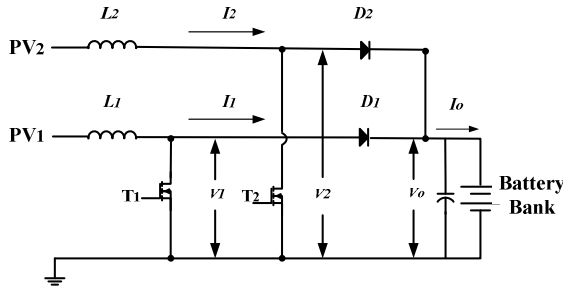 L2 I2 D2
PV2
L1 I1 D1
PV1 Io
T1 V1 T2 V2 Vo Battery
Bank